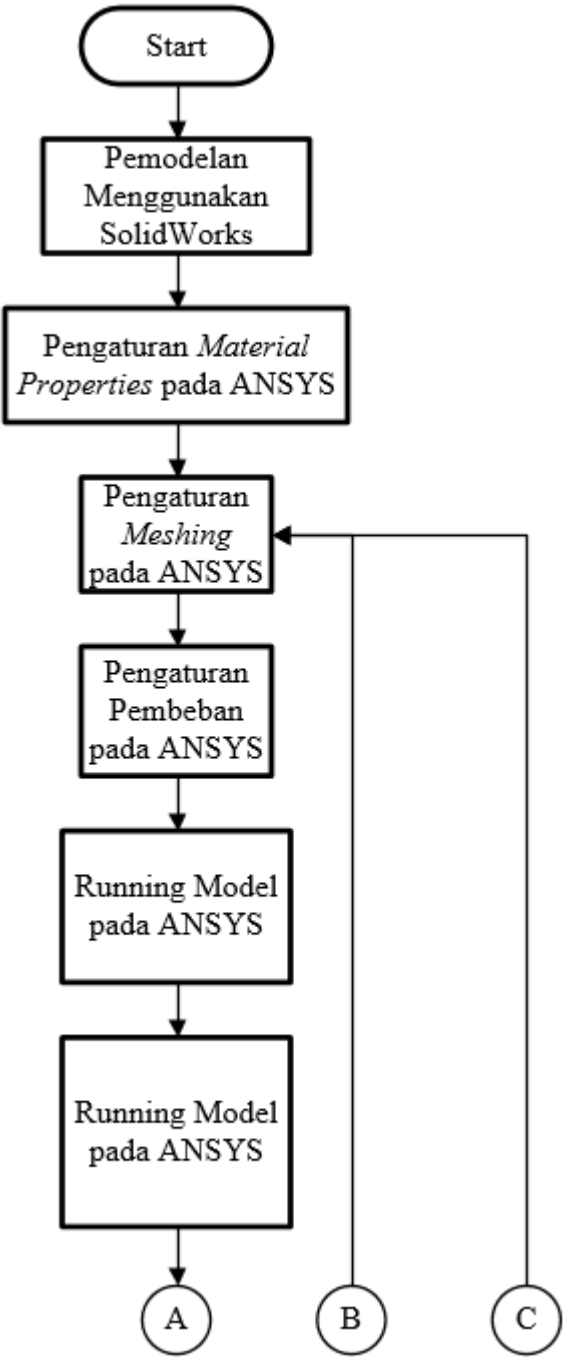 Start
Pemodelan
Menggunakan
SolidWorks
Pengaturan Material
Properties pada ANSYS
Pengaturan
Meshing
pada ANSYS
Pengaturan
Pembeban
pada ANSYS
Running Model
pada ANSYS
Running Model
pada ANSYS
A
B
C